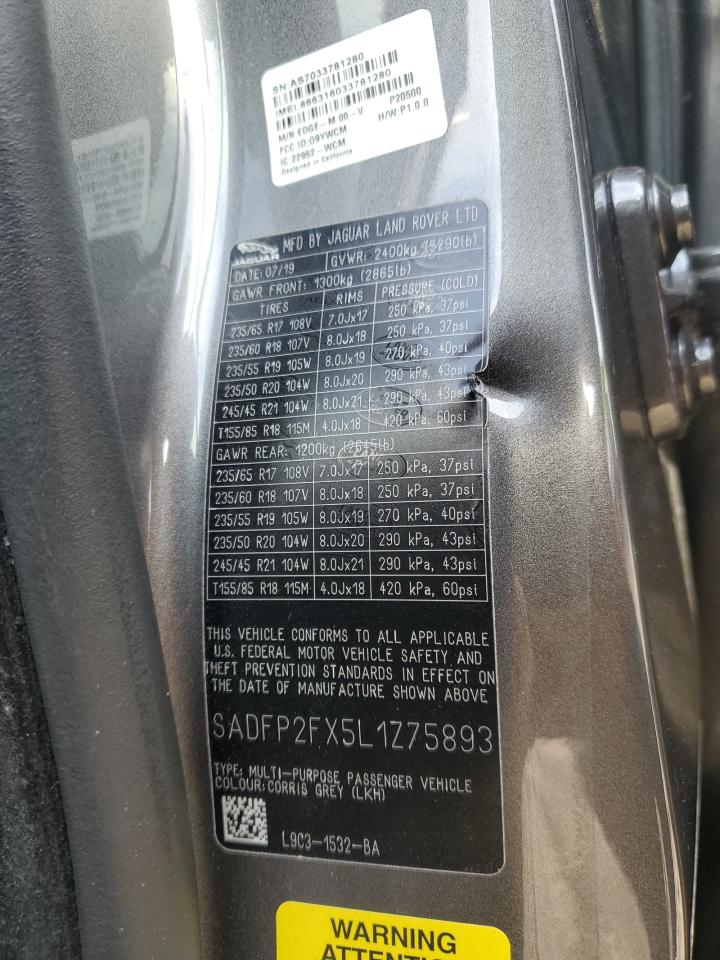 SN:AS7033781280
IMEI:866316033781280
M/N EDGE-M 00-V P20500
FCC ID:O9YWCM H/W:P1.0.0
IC:22952-WCM
Designed in California
JAGUAR MFD BY JAGUAR LAND ROVER LTD
DATE: 07/19 GVWR: 2400kg (5290lb)
GAWR FRONT: 1300kg (2865lb)
TIRES RIMS PRESSURE (COLD)
235/65 R17 108V 7.0Jx17 250 kPa, 37psi
235/60 R18 107V 8.0Jx18 250 kPa, 37psi
235/55 R19 105W 8.0Jx19 270 kPa, 40psi
235/50 R20 104W 8.0Jx20 290 kPa, 43psi
245/45 R21 104W 8.0Jx21 290 kPa, 43psi
T155/85 R18 115M 4.0Jx18 420 kPa, 60psi
GAWR REAR: 1200kg (2645lb)
235/65 R17 108V 7.0Jx17 250 kPa, 37psi
235/60 R18 107V 8.0Jx18 250 kPa, 37psi
235/55 R19 105W 8.0Jx19 270 kPa, 40psi
235/50 R20 104W 8.0Jx20 290 kPa, 43psi
245/45 R21 104W 8.0Jx21 290 kPa, 43psi
T155/85 R18 115M 4.0Jx18 420 kPa, 60psi
THIS VEHICLE CONFORMS TO ALL APPLICABLE
U.S. FEDERAL MOTOR VEHICLE SAFETY AND
THEFT PREVENTION STANDARDS IN EFFECT ON
THE DATE OF MANUFACTURE SHOWN ABOVE
SADFP2FX5L1Z75893
TYPE: MULTI-PURPOSE PASSENGER VEHICLE
COLOUR:CORRIS GREY (LKH)
L9C3-1532-BA
WARNING
ATTENTION